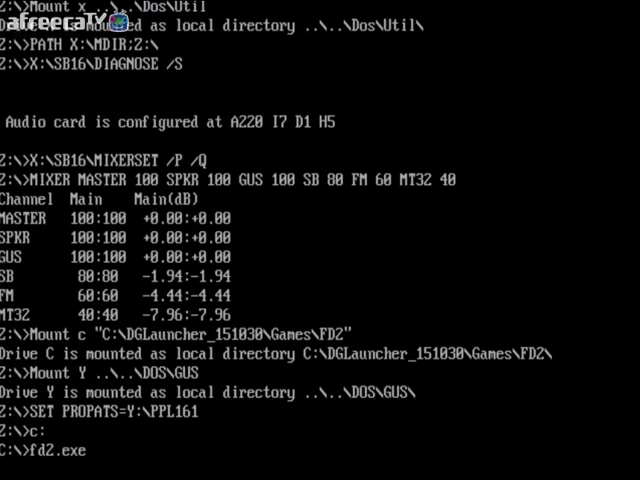 Z:\>Mount x ..\..\Dos\Util
afreecaTV
Drive X is mounted as local directory ..\..\Dos\Util\
Z:\>PATH X:\MDIR;Z:\
Z:\>X:\SB16\DIAGNOSE /S
Audio card is configured at A220 I7 D1 H5
Z:\>X:\SB16\MIXERSET /P /Q
Z:\>MIXER MASTER 100 SPKR 100 GUS 100 SB 80 FM 60 MT32 40
Channel Main Main(dB)
MASTER 100:100 +0.00:+0.00
SPKR 100:100 +0.00:+0.00
GUS 100:100 +0.00:+0.00
SB 80:80 -1.94:-1.94
FM 60:60 -4.44:-4.44
MT32 40:40 -7.96:-7.96
Z:\>Mount c "C:\DGLauncher_151030\Games\FD2"
Drive C is mounted as local directory C:\DGLauncher_151030\Games\FD2\
Z:\>Mount Y ..\..\DOS\GUS
Drive Y is mounted as local directory ..\..\DOS\GUS\
Z:\>SET PROPATS=Y:\PPL161
Z:\>c:
C:\>fd2.exe